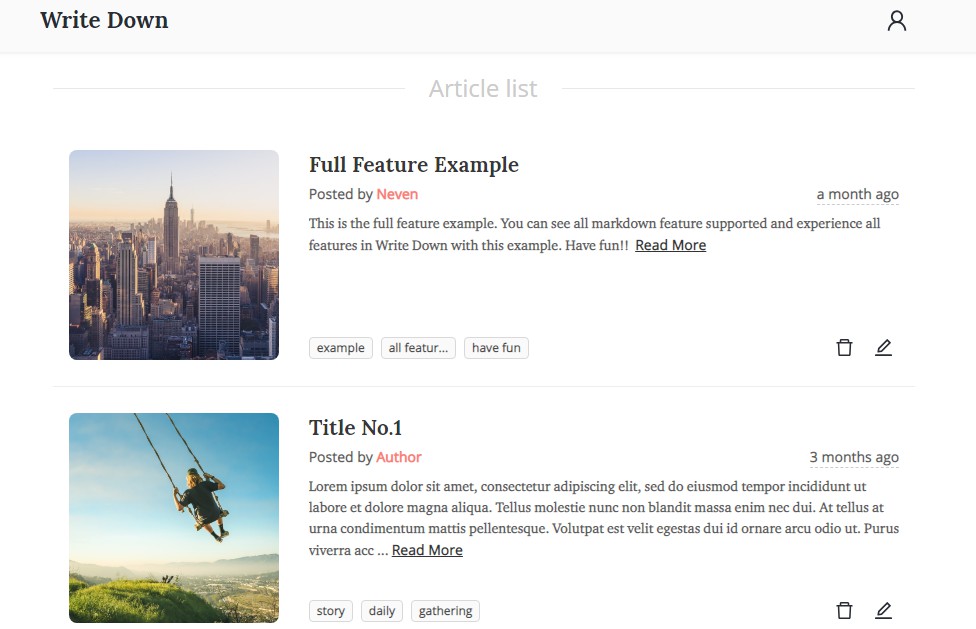 Write Down
Article list
Full Feature Example
Posted by Neven
a month ago
This is the full feature example. You can see all markdown feature supported and experience all
features in Write Down with this example. Have fun!! Read More
example all featur... have fun
Title No.1
Posted by Author
3 months ago
Lorem ipsum dolor sit amet, consectetur adipiscing elit, sed do eiusmod tempor incididunt ut
labore et dolore magna aliqua. Tellus molestie nunc non blandit massa enim nec dui. At tellus at
urna condimentum mattis pellentesque. Volutpat est velit egestas dui id ornare arcu odio ut. Purus
viverra acc ... Read More
story daily gathering